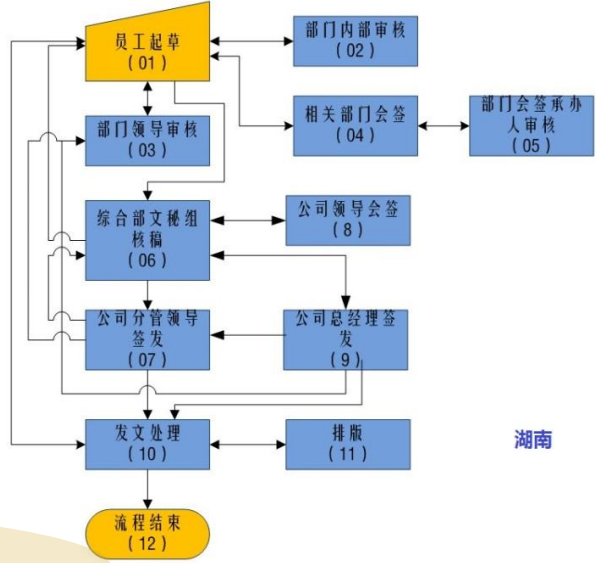 员工起草
(01)
部门内部审核
(02)
部门领导审核
(03)
相关部门会签
(04)
部门会签承办
人审核
(05)
综合部文秘组
核稿
(06)
公司领导会签
(8)
公司分管领导
签发
(07)
公司总经理签
发
(9)
发文处理
(10)
排版
(11)
湖南
流程结束
(12)